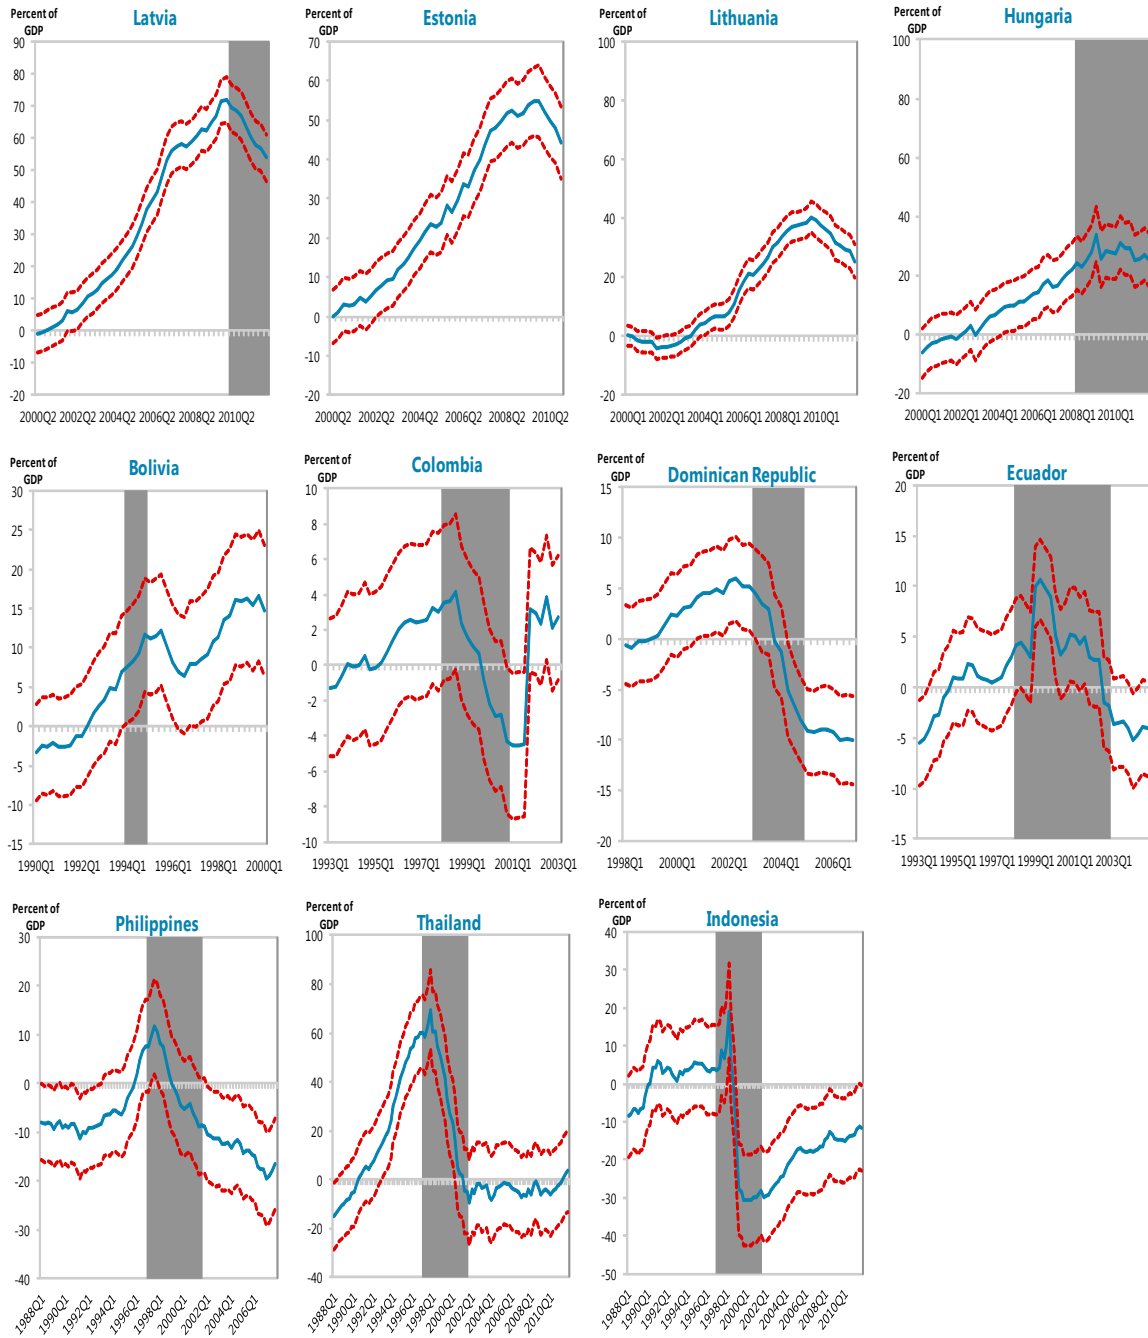 Percent of
GDP
Latvia
90
80
70
60
50
40
30
20
10
0
-10
-20
2000Q2 2002Q2 2004Q2 2006Q2 2008Q2 2010Q2
Percent of
GDP
Estonia
70
60
50
40
30
20
10
0
-10
-20
2000Q2 2002Q2 2004Q2 2006Q2 2008Q2 2010Q2
Percent of
GDP
Lithuania
100
80
60
40
20
0
-20
2000Q1 2002Q1 2004Q1 2006Q1 2008Q1 2010Q1
Percent of
GDP
Hungaria
100
80
60
40
20
0
-20
2000Q1 2002Q1 2004Q1 2006Q1 2008Q1 2010Q1
Percent of
GDP
Bolivia
30
25
20
15
10
5
0
-5
-10
-15
1990Q1 1992Q1 1994Q1 1996Q1 1998Q1 2000Q1
Percent of
GDP
Colombia
10
8
6
4
2
0
-2
-4
-6
-8
-10
1993Q1 1995Q1 1997Q1 1999Q1 2001Q1 2003Q1
Percent of
GDP
Dominican Republic
15
10
5
0
-5
-10
-15
-20
1998Q1 2000Q1 2002Q1 2004Q1 2006Q1
Percent of
GDP
Ecuador
20
15
10
5
0
-5
-10
-15
1993Q1 1995Q1 1997Q1 1999Q1 2001Q1 2003Q1
Percent of
GDP
Philippines
30
20
10
0
-10
-20
-30
-40
1988Q1 1990Q1 1992Q1 1994Q1 1996Q1 1998Q1 2000Q1 2002Q1 2004Q1 2006Q1
Percent of
GDP
Thailand
100
80
60
40
20
0
-20
-40
1988Q1 1990Q1 1992Q1 1994Q1 1996Q1 1998Q1 2000Q1 2002Q1 2004Q1 2006Q1 2008Q1 2010Q1
Percent of
GDP
Indonesia
40
30
20
10
0
-10
-20
-30
-40
-50
1988Q1 1990Q1 1992Q1 1994Q1 1996Q1 1998Q1 2000Q1 2002Q1 2004Q1 2006Q1 2008Q1 2010Q1